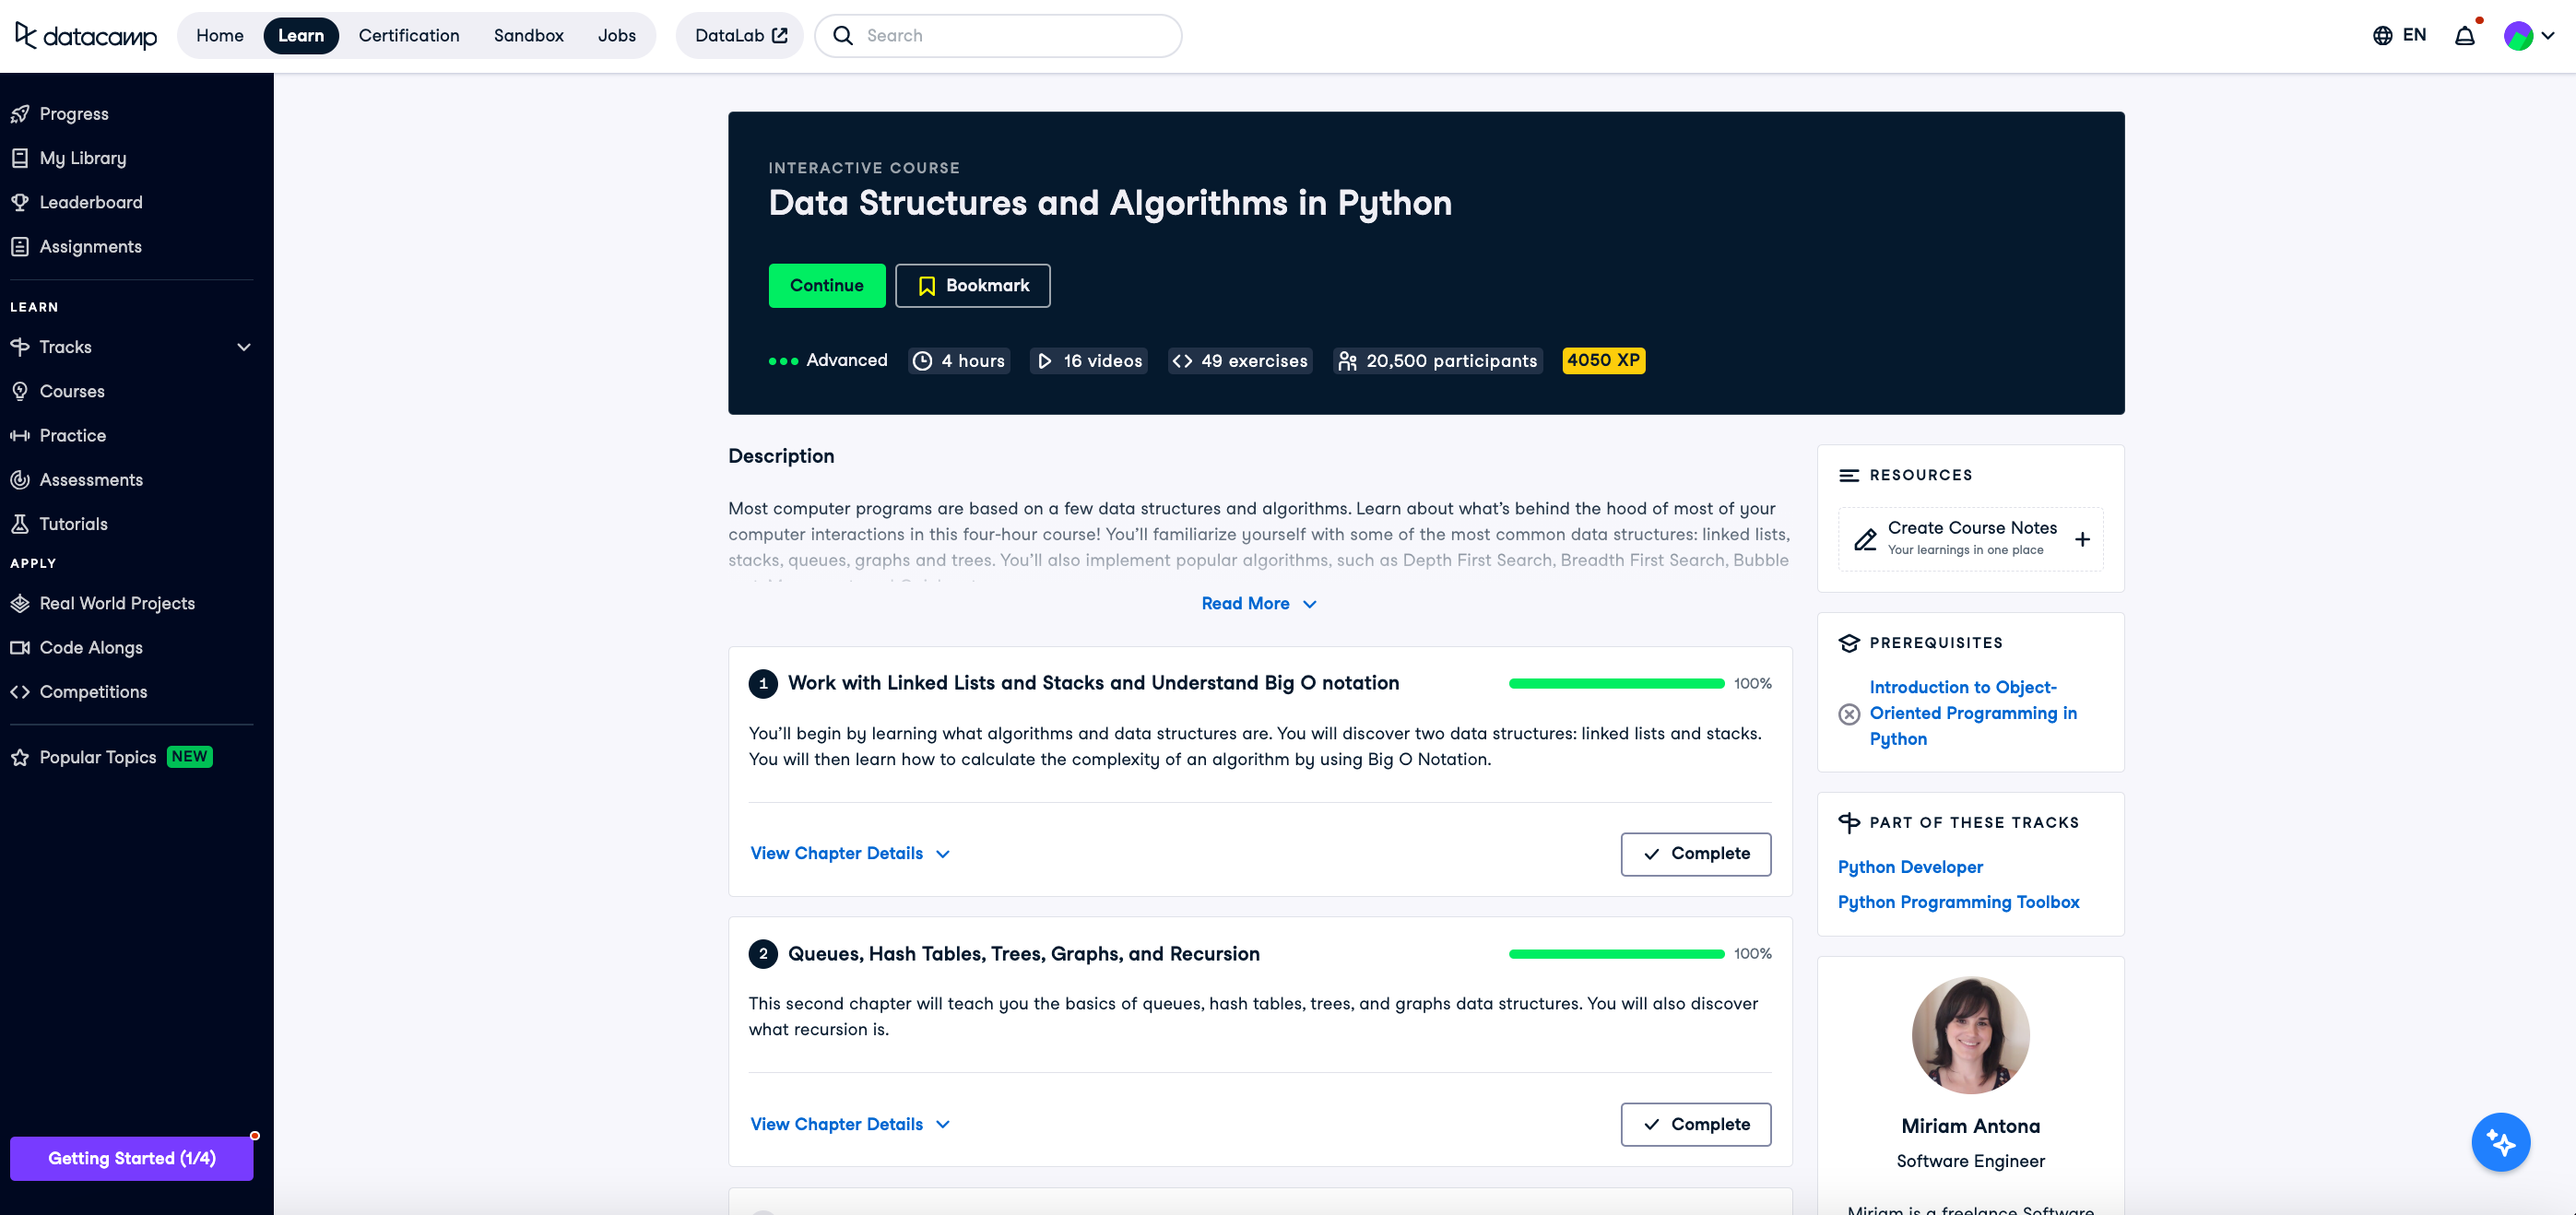 datacamp
Home
Learn
Certification
Sandbox
Jobs
DataLab
Search
EN
Progress
My Library
Leaderboard
Assignments
LEARN
Tracks
Courses
Practice
Assessments
Tutorials
APPLY
Real World Projects
Code Alongs
Competitions
Popular Topics NEW
Getting Started (1/4)
INTERACTIVE COURSE
Data Structures and Algorithms in Python
Continue
Bookmark
Advanced
4 hours
16 videos
49 exercises
20,500 participants
4050 XP
Description
Most computer programs are based on a few data structures and algorithms. Learn about what’s behind the hood of most of your
computer interactions in this four-hour course! You’ll familiarize yourself with some of the most common data structures: linked lists,
stacks, queues, graphs and trees. You’ll also implement popular algorithms, such as Depth First Search, Breadth First Search, Bubble
Read More
1 Work with Linked Lists and Stacks and Understand Big O notation
100%
You’ll begin by learning what algorithms and data structures are. You will discover two data structures: linked lists and stacks.
You will then learn how to calculate the complexity of an algorithm by using Big O Notation.
View Chapter Details
Complete
2 Queues, Hash Tables, Trees, Graphs, and Recursion
100%
This second chapter will teach you the basics of queues, hash tables, trees, and graphs data structures. You will also discover
what recursion is.
View Chapter Details
Complete
RESOURCES
Create Course Notes
Your learnings in one place
PREREQUISITES
Introduction to Object-
Oriented Programming in
Python
PART OF THESE TRACKS
Python Developer
Python Programming Toolbox
Miriam Antona
Software Engineer
Miriam is a freelance Software